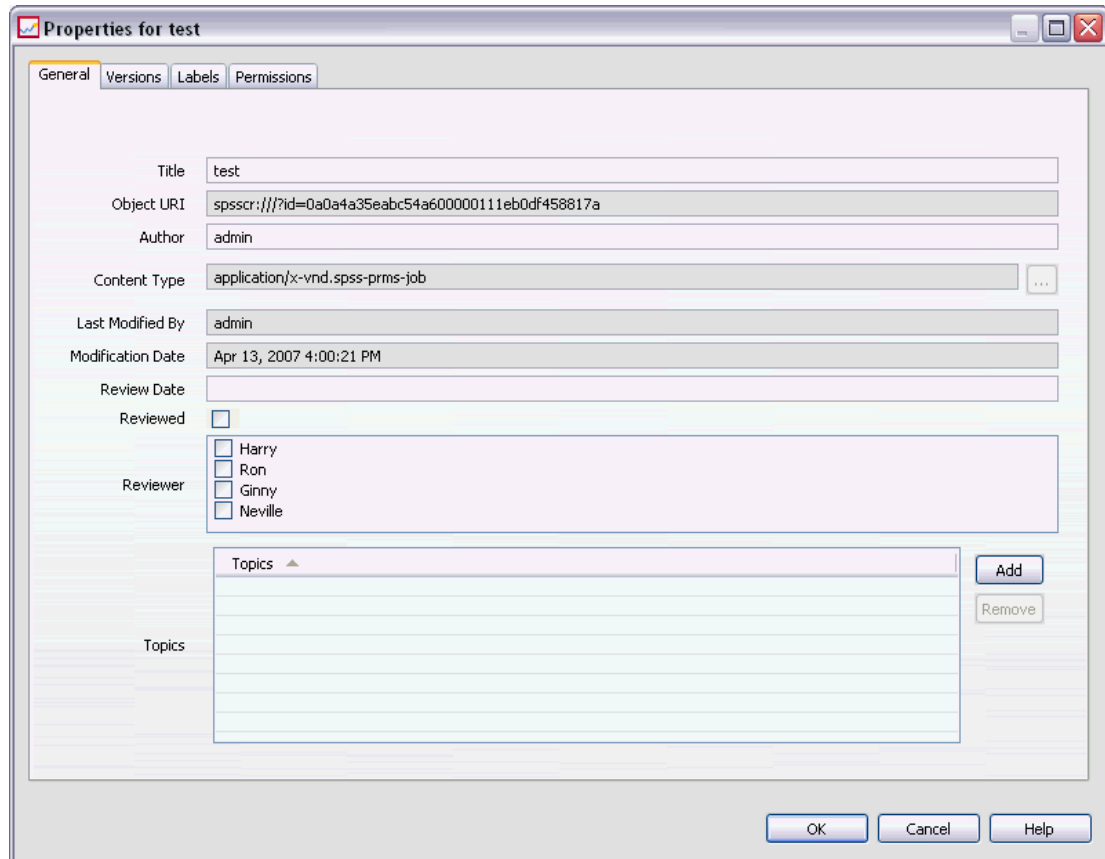 Properties for test
General Versions Labels Permissions
Title test
Object URI spsscr:///?id=0a0a4a35eabc54a600000111eb0df458817a
Author admin
Content Type application/x-vnd.spss-prms-job ...
Last Modified By admin
Modification Date Apr 13, 2007 4:00:21 PM
Review Date
Reviewed
Reviewer
Harry
Ron
Ginny
Neville
Topics
Topics
Add
Remove
OK Cancel Help